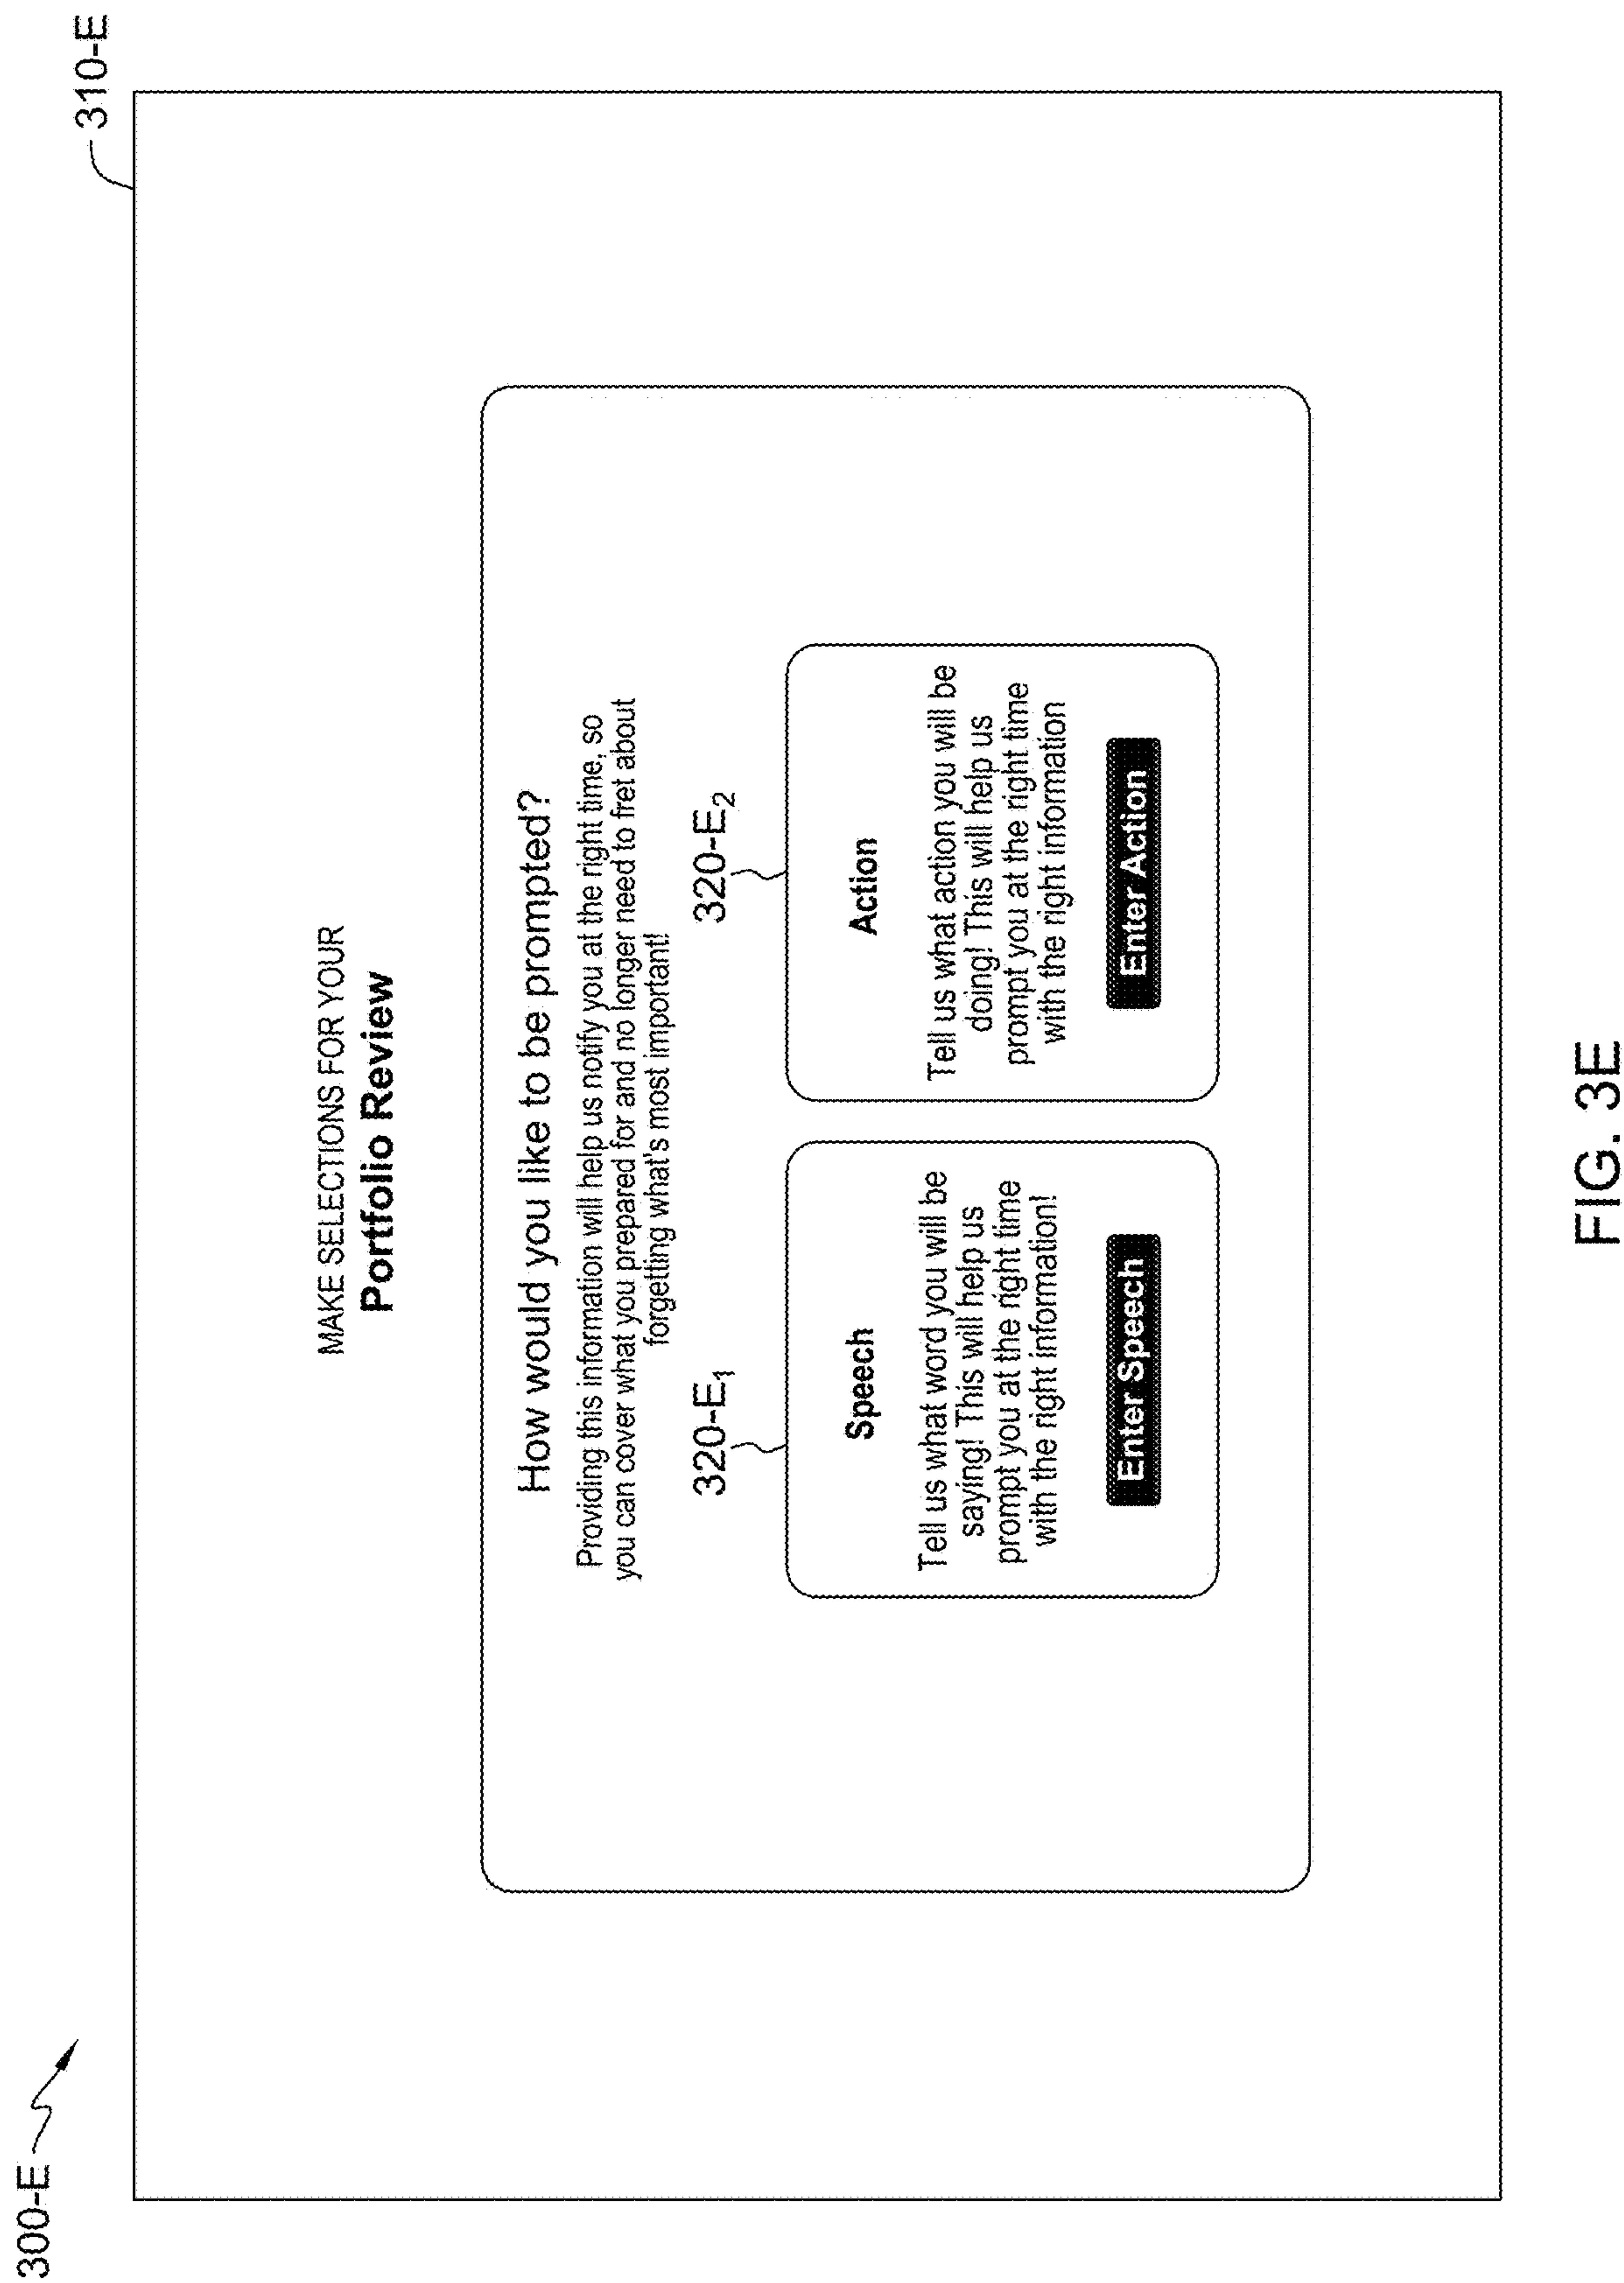 300-E
310-E
MAKE SELECTIONS FOR YOUR
Portfolio Review
How would you like to be prompted?
Providing this information will help us notify you at the right time, so
you can cover what you prepared for and no longer need to fret about
forgetting what's most important!
320-E1
Speech
Tell us what word you will be
saying! This will help us
prompt you at the right time
with the right information!
Enter Speech
320-E2
Action
Tell us what action you will be
doing! This will help us
prompt you at the right time
with the right information
Enter Action
FIG. 3E